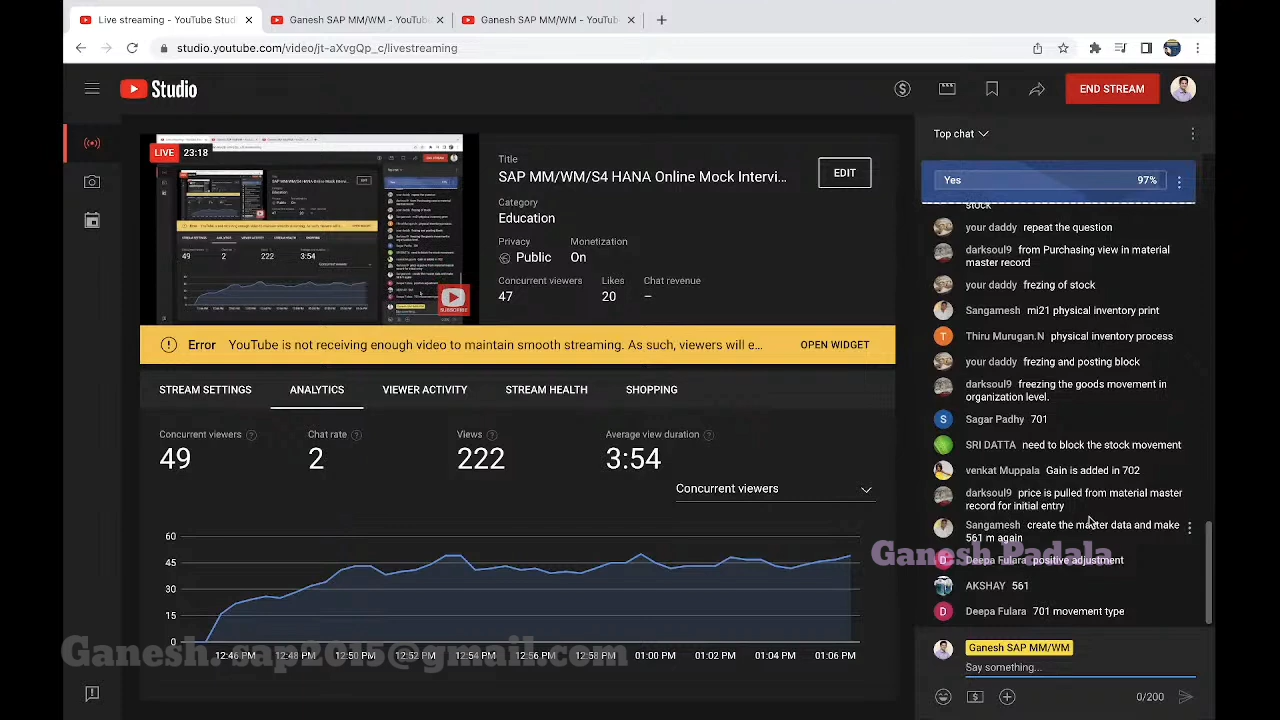 Live streaming - YouTube Stud
Ganesh SAP MM/WM - YouTube
Ganesh SAP MM/WM - YouTube
studio.youtube.com/video/jt-aXvgQp_c/livestreaming
Studio
END STREAM
LIVE 23:18
Title
SAP MM/WM/S4 HANA Online Mock Intervi...
EDIT
Category
Education
Privacy Monetization
Public On
Concurrent viewers Likes Chat revenue
47 20 –
SUBSCRIBE
Error YouTube is not receiving enough video to maintain smooth streaming. As such, viewers will e... OPEN WIDGET
STREAM SETTINGS ANALYTICS VIEWER ACTIVITY STREAM HEALTH SHOPPING
Concurrent viewers Chat rate Views Average view duration
49 2 222 3:54
Concurrent viewers
60
45
30
15
0
12:46 PM 12:48 PM 12:50 PM 12:52 PM 12:54 PM 12:56 PM 12:58 PM 01:00 PM 01:02 PM 01:04 PM 01:06 PM
Top chat
Yes 97%
stock
your daddy repeat the question
darksoul9 from Purchasing view in material
master record
your daddy frezing of stock
Sangamesh mi21 physical inventory print
Thiru Murugan.N physical inventory process
your daddy frezing and posting block
darksoul9 freezing the goods movement in
organization level.
Sagar Padhy 701
SRI DATTA need to block the stock movement
venkat Muppala Gain is added in 702
darksoul9 price is pulled from material master
record for initial entry
Sangamesh create the master data and make
561 m again
Deepa Fulara positive adjustment
AKSHAY 561
Deepa Fulara 701 movement type
Ganesh SAP MM/WM
Say something...
0/200
Ganesh Padala
Ganesh.sap2105@gmail.com